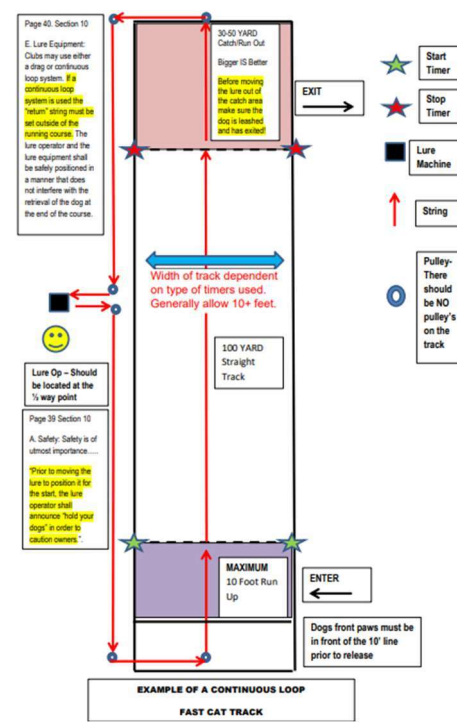 Page 40. Section 10
E. Lure Equipment:
Clubs may use either
a drag or continuous
loop system. If a
continuous loop
system is used the
"return" string must be
set outside of the
running course. The
lure operator and the
lure equipment shall
be safely positioned in
a manner that does
not interfere with the
retrieval of the dog at
the end of the course.
30-50 YARD
Catch/Run Out
Bigger IS Better
Before moving
the lure out of
the catch area
make sure the
dog is leashed
and has exited!
EXIT
Start
Timer
Stop
Timer
Lure
Machine
String
Pulley-
There
should
be NO
pulley's
on the
track
Width of track dependent
on type of timers used.
Generally allow 10+ feet.
100 YARD
Straight
Track
Lure Op – Should
be located at the
½ way point
Page 39 Section 10
A. Safety: Safety is of
utmost importance…..
"Prior to moving the
lure to position it for
the start, the lure
operator shall
announce "hold your
dogs" in order to
caution owners.".
MAXIMUM
10 Foot Run
Up
ENTER
Dogs front paws must be
in front of the 10' line
prior to release
EXAMPLE OF A CONTINUOUS LOOP
FAST CAT TRACK